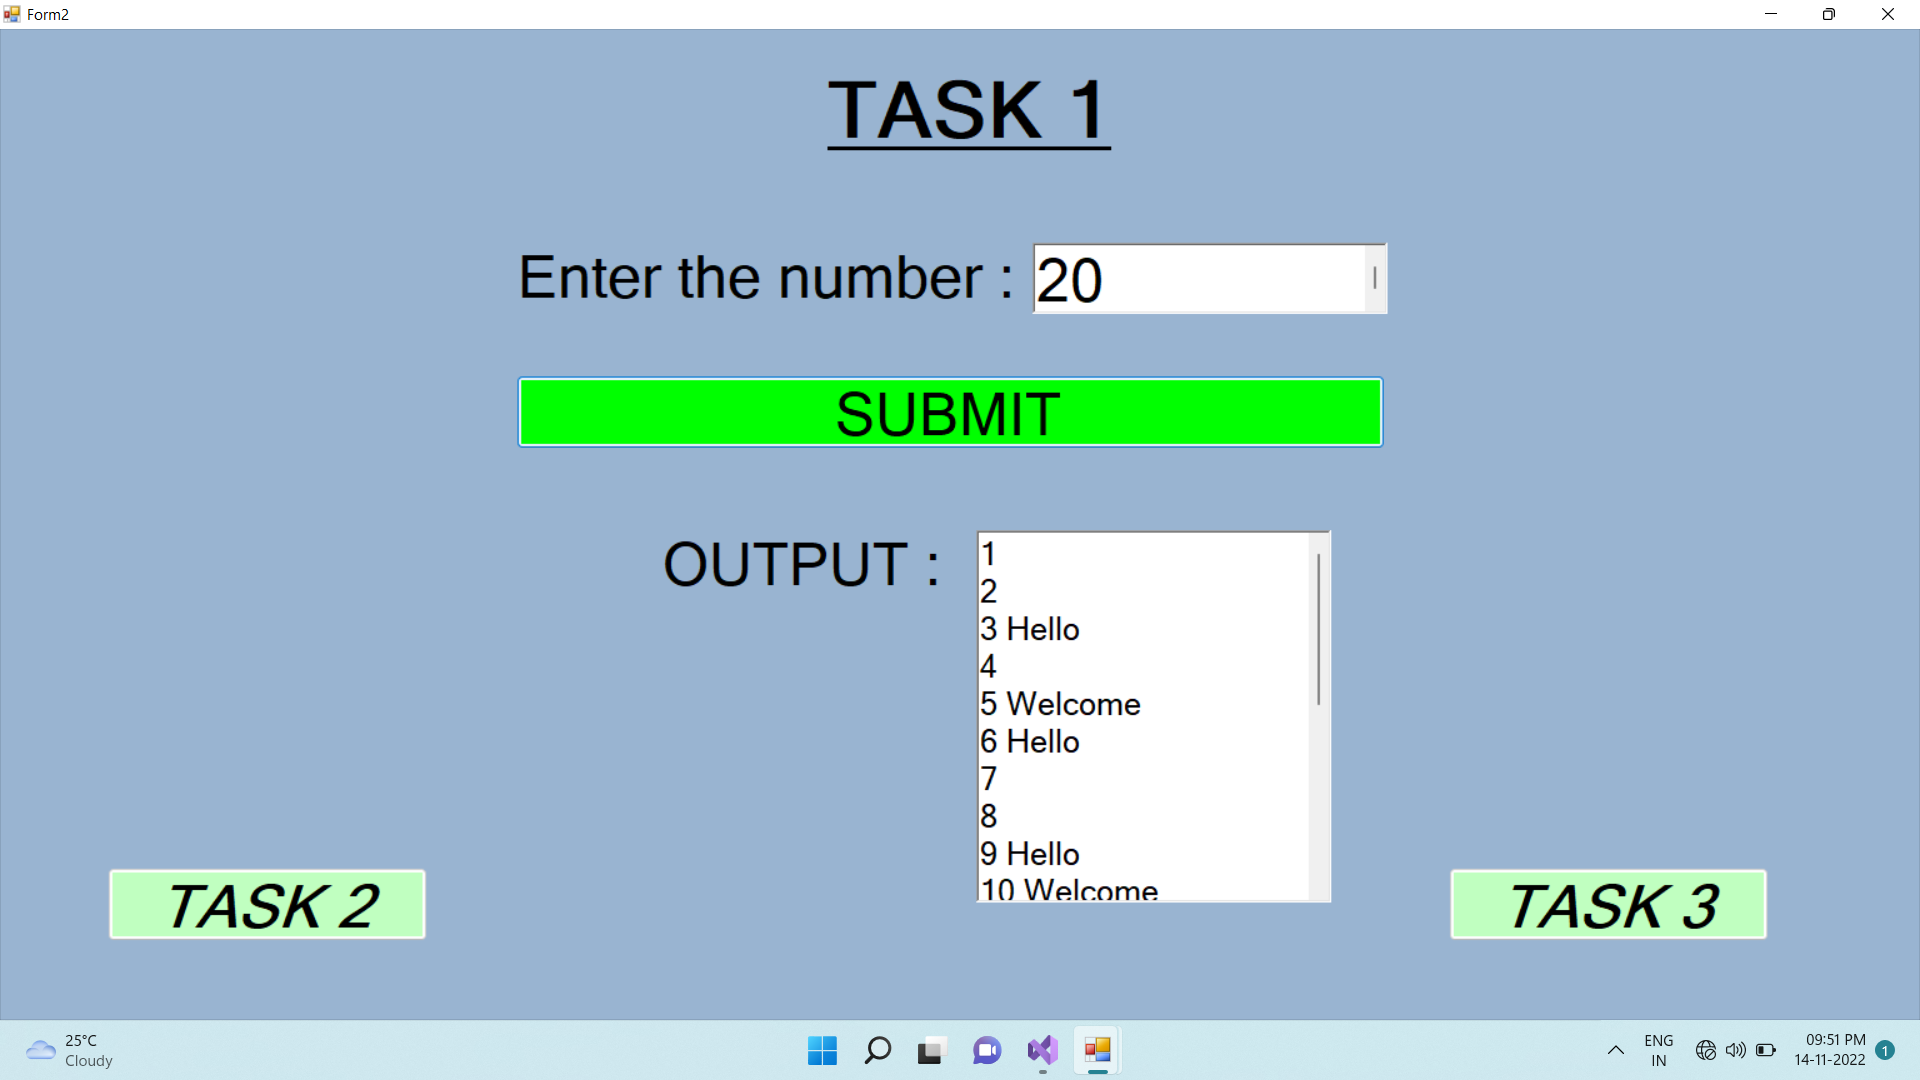 Form2
TASK 1
Enter the number : 20
SUBMIT
OUTPUT :
1
2
3 Hello
4
5 Welcome
6 Hello
7
8
9 Hello
10 Welcome
TASK 2
TASK 3
25°C
Cloudy
ENG
IN
09:51 PM
14-11-2022
1